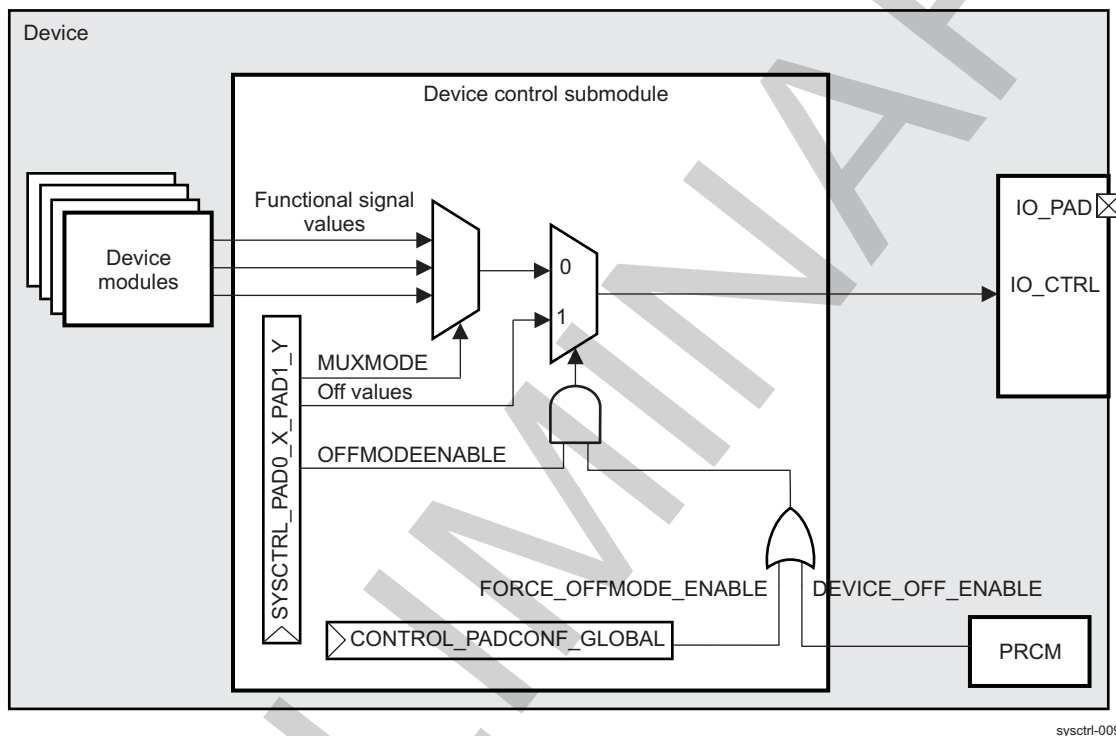 Device
Device control submodule
Functional signal
values
Device
modules
0
1
MUXMODE
Off values
OFFMODEENABLE
SYSCTRL_PAD0_X_PAD1_Y
IO_PAD
IO_CTRL
FORCE_OFFMODE_ENABLE
DEVICE_OFF_ENABLE
CONTROL_PADCONF_GLOBAL
PRCM
sysctrl-009